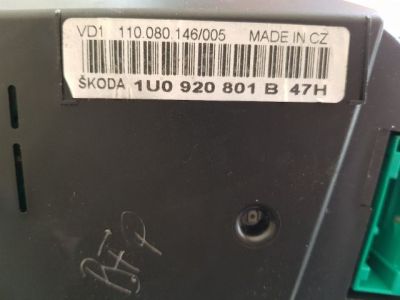 VD1 110.080.146/005 MADE IN CZ
ŠKODA 1U0 920 801 B 47H